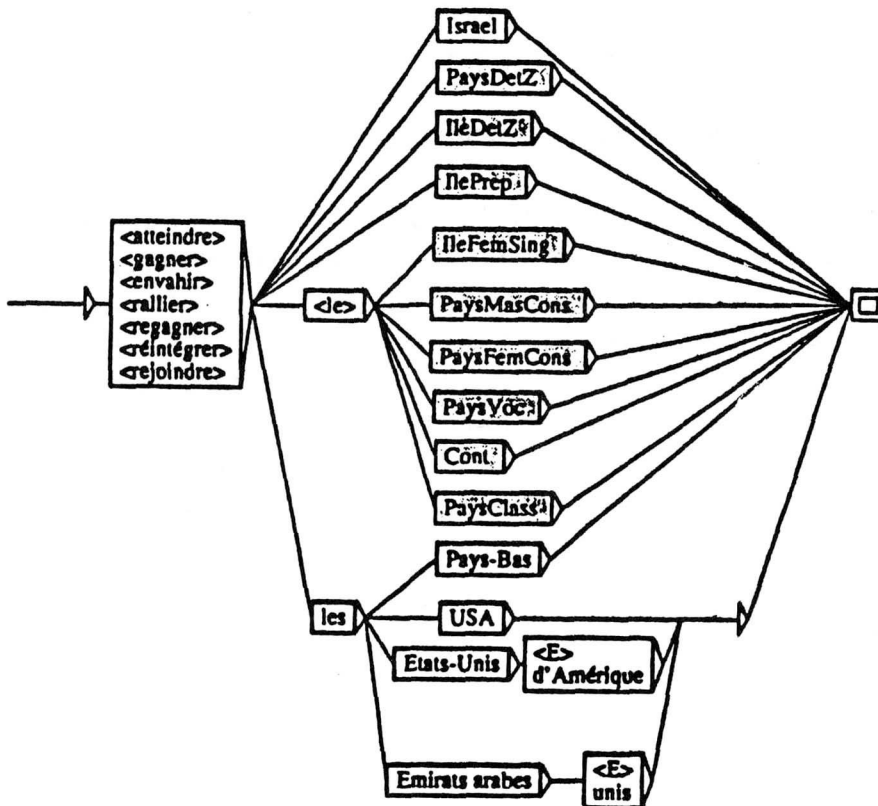 Israel
PaysDetZ
IleDetZ
IlePrep
<atteindre>
<gagner>
<envahir>
<rallier>
<regagner>
<réintégrer>
<rejoindre>
IleFemSing
<le>
PaysMasCons
PaysFemCons
PaysVoc
Cont
PaysClass
Pays-Bas
les
USA
Etats-Unis
<E>
d'Amérique
Emirats arabes
<E>
unis